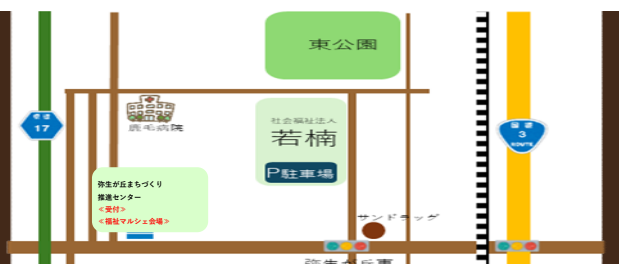 東公園
県道
17
鹿毛病院
社会福祉法人
若楠
P駐車場
国道
3
ROUTE
弥生が丘まちづくり
推進センター
＜受付＞
＜福祉マルシェ会場＞
サンドラッグ
弥生が丘東